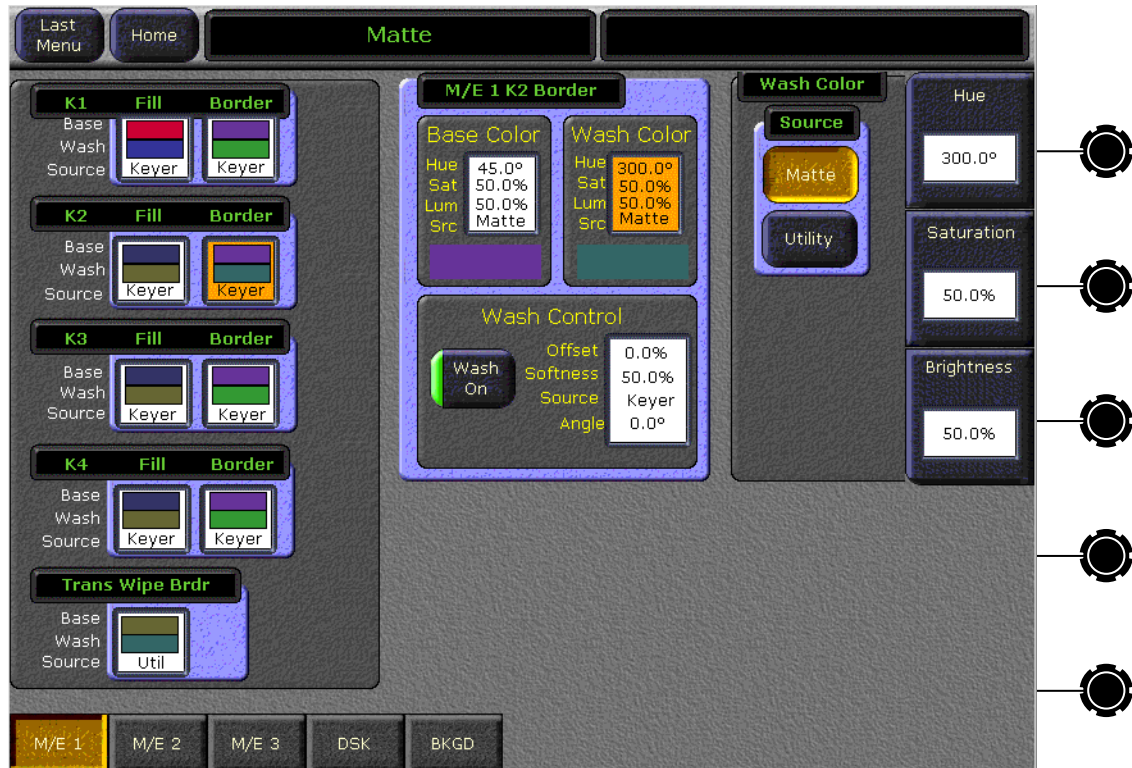 Last Menu
Home
Matte
K1 Fill Border
Base
Wash
Source Keyer Keyer
K2 Fill Border
Base
Wash
Source Keyer Keyer
K3 Fill Border
Base
Wash
Source Keyer Keyer
K4 Fill Border
Base
Wash
Source Keyer Keyer
Trans Wipe Brdr
Base
Wash
Source Util
M/E 1 K2 Border
Base Color
Hue 45.0º
Sat 50.0%
Lum 50.0%
Src Matte
Wash Color
Hue 300.0º
Sat 50.0%
Lum 50.0%
Src Matte
Wash Control
Wash On
Offset 0.0%
Softness 50.0%
Source Keyer
Angle 0.0º
Wash Color
Source
Matte
Utility
Hue
300.0º
Saturation
50.0%
Brightness
50.0%
M/E 1 M/E 2 M/E 3 DSK BKGD